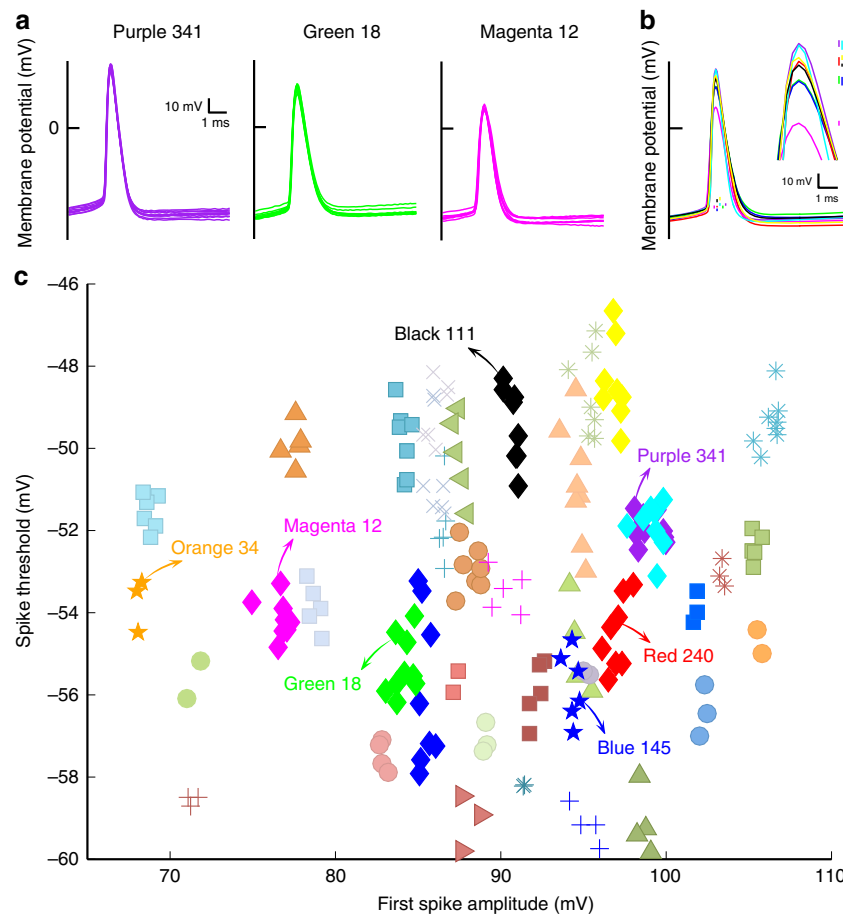 a
b
Purple 341
Green 18
Magenta 12
Membrane potential (mV)
0
10 mV
1 ms
Membrane potential (mV)
10 mV
1 ms
c
Spike threshold (mV)
–46
–48
–50
–52
–54
–56
–58
–60
Black 111
Purple 341
Magenta 12
Orange 34
Red 240
Green 18
Blue 145
70
80
90
100
110
First spike amplitude (mV)